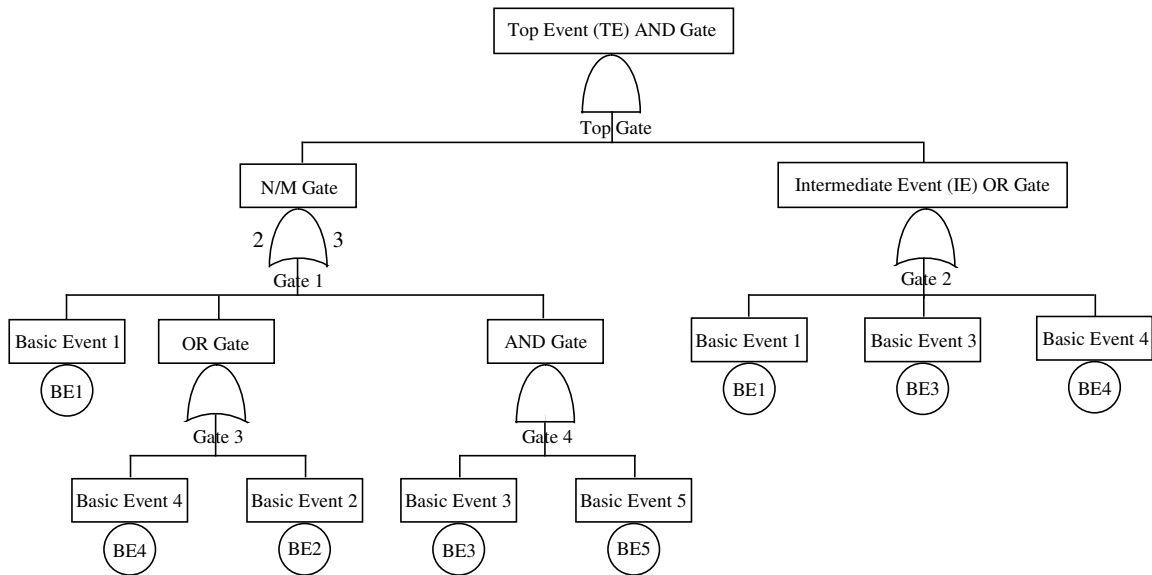 Top Event (TE) AND Gate
Top Gate
N/M Gate
Intermediate Event (IE) OR Gate
2 3
Gate 1
Gate 2
Basic Event 1
OR Gate
AND Gate
Basic Event 1
Basic Event 3
Basic Event 4
BE1
BE1
BE3
BE4
Gate 3
Gate 4
Basic Event 4
Basic Event 2
Basic Event 3
Basic Event 5
BE4
BE2
BE3
BE5